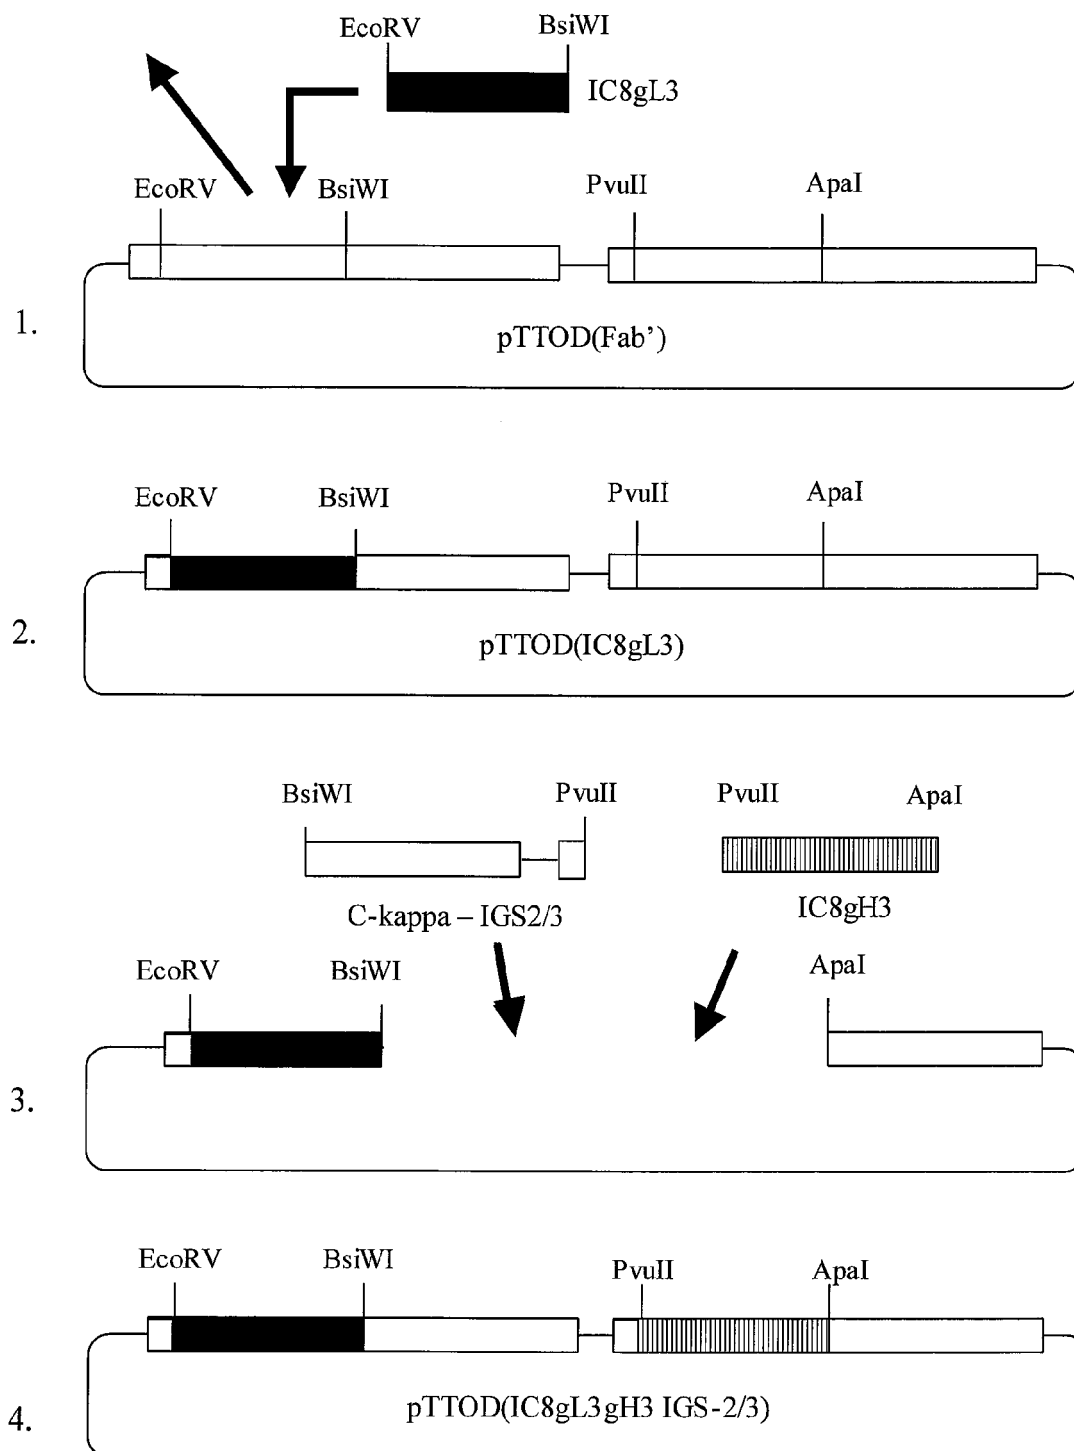 EcoRV BsiWI
IC8gL3
EcoRV BsiWI PvuII ApaI
1.
pTTOD(Fab’)
EcoRV BsiWI PvuII ApaI
2.
pTTOD(IC8gL3)
BsiWI PvuII PvuII ApaI
C-kappa – IGS2/3 IC8gH3
EcoRV BsiWI ApaI
3.
EcoRV BsiWI PvuII ApaI
pTTOD(IC8gL3gH3 IGS-2/3)
4.